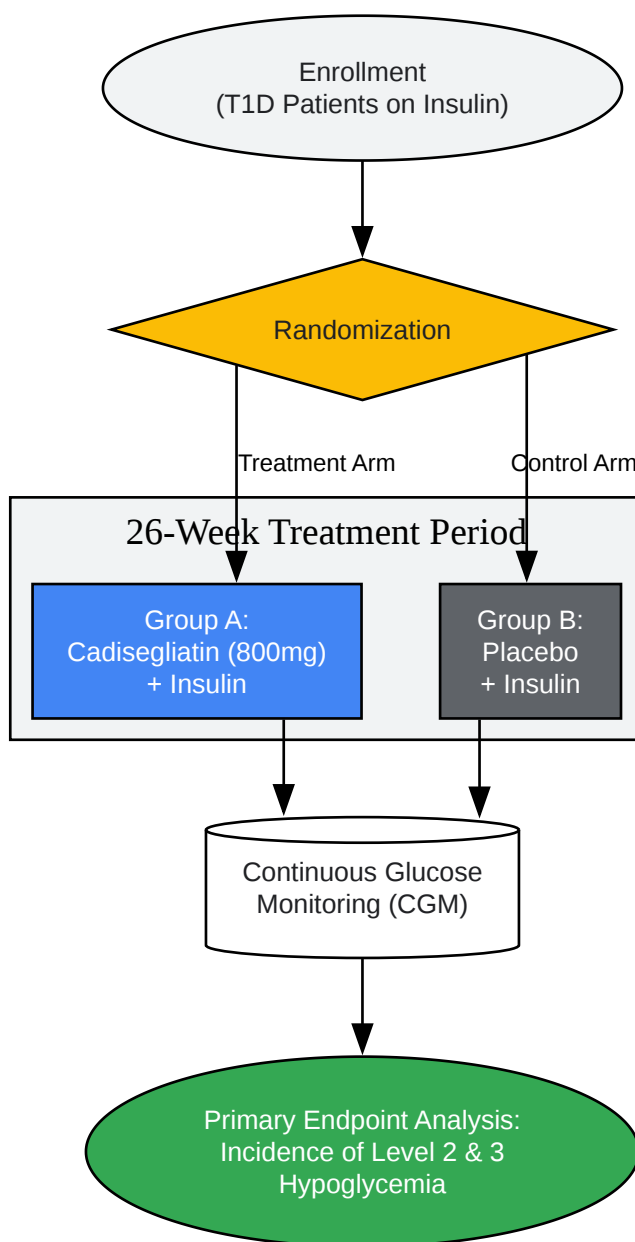 Enrollment
(T1D Patients on Insulin)
Randomization
Treatment Arm
Control Arm
26-Week Treatment Period
Group A:
Cadisegliatin (800mg)
+ Insulin
Group B:
Placebo
+ Insulin
Continuous Glucose
Monitoring (CGM)
Primary Endpoint Analysis:
Incidence of Level 2 & 3
Hypoglycemia